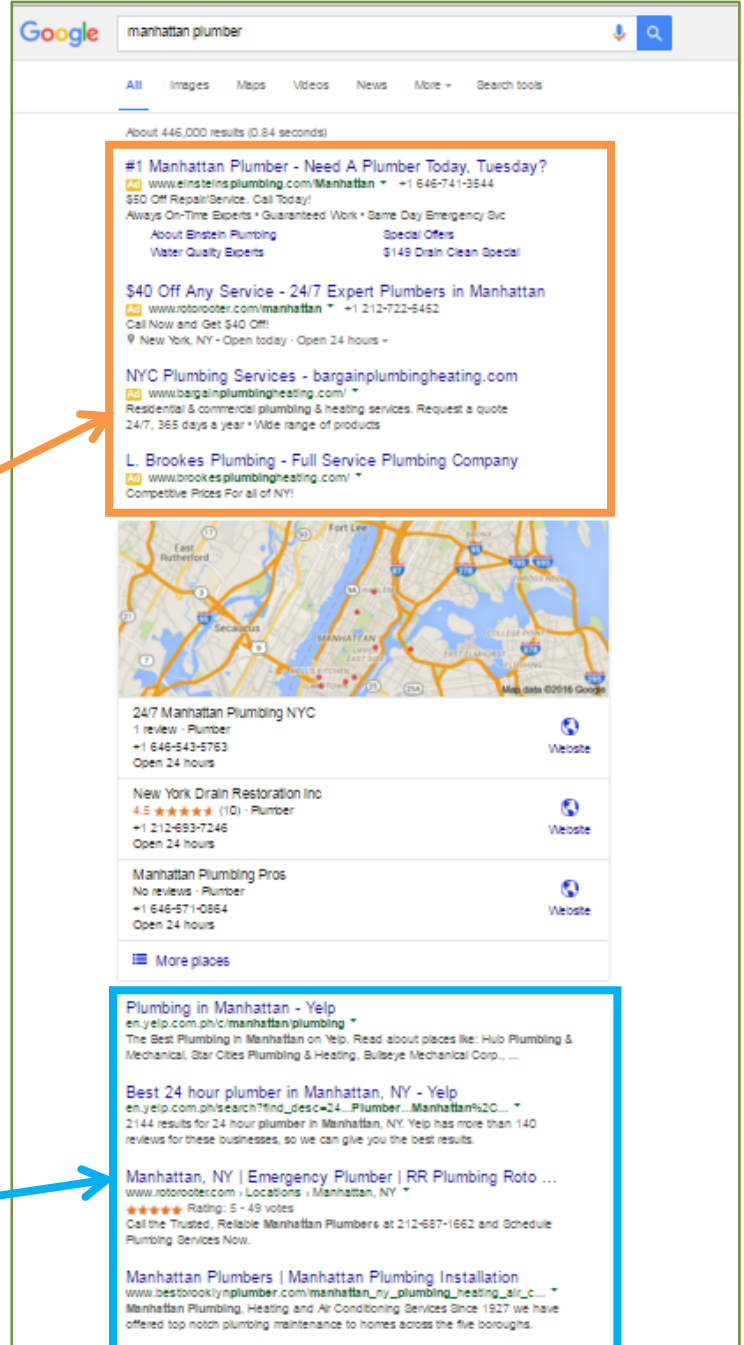 Google manhattan plumber
All Images Maps Videos News More Search tools
About 446,000 results (0.84 seconds)
#1 Manhattan Plumber - Need A Plumber Today, Tuesday?
Ad www.einsteinsplumbing.com/Manhattan +1 646-741-3544
$50 Off Repair/Service. Call Today!
Always On-Time Experts • Guaranteed Work • Same Day Emergency Svc
About Einstein Plumbing Special Offers
Water Quality Experts $149 Drain Clean Special
$40 Off Any Service - 24/7 Expert Plumbers in Manhattan
Ad www.rotorooter.com/manhattan +1 212-722-5452
Call Now and Get $40 Off!
New York, NY - Open today · Open 24 hours
NYC Plumbing Services - bargainplumbingheating.com
Ad www.bargainplumbingheating.com/
Residential & commercial plumbing & heating services. Request a quote
24/7, 365 days a year • Wide range of products
L. Brookes Plumbing - Full Service Plumbing Company
Ad www.brookesplumbingheating.com/
Competitive Prices For all of NY!
Fort Lee
East Rutherford
Secaucus
MANHATTAN
UPPER EAST SIDE
HELL'S KITCHEN
HARLEM
BRONX
THROGS NECK
COLLEGE POINT
EAST ELMHURST
FLUSHING
Map data ©2016 Google
24/7 Manhattan Plumbing NYC
1 review · Plumber
+1 646-543-5763 Website
Open 24 hours
New York Drain Restoration Inc
4.5 ★★★★★ (10) · Plumber
+1 212-693-7246 Website
Open 24 hours
Manhattan Plumbing Pros
No reviews · Plumber
+1 646-571-0864 Website
Open 24 hours
More places
Plumbing in Manhattan - Yelp
en.yelp.com.ph/c/manhattan/plumbing
The Best Plumbing in Manhattan on Yelp. Read about places like: Hub Plumbing &
Mechanical, Star Cities Plumbing & Heating, Bullseye Mechanical Corp., ...
Best 24 hour plumber in Manhattan, NY - Yelp
en.yelp.com.ph/search?find_desc=24...Plumber...Manhattan%2C...
2144 results for 24 hour plumber in Manhattan, NY. Yelp has more than 140
reviews for these businesses, so we can give you the best results.
Manhattan, NY | Emergency Plumber | RR Plumbing Roto ...
www.rotorooter.com › Locations › Manhattan, NY
★★★★★ Rating: 5 - 49 votes
Call the Trusted, Reliable Manhattan Plumbers at 212-687-1662 and Schedule
Plumbing Services Now.
Manhattan Plumbers | Manhattan Plumbing Installation
www.bestbrooklynplumber.com/manhattan_ny_plumbing_heating_air_c...
Manhattan Plumbing, Heating and Air Conditioning Services Since 1927 we have
offered top notch plumbing maintenance to homes across the five boroughs.